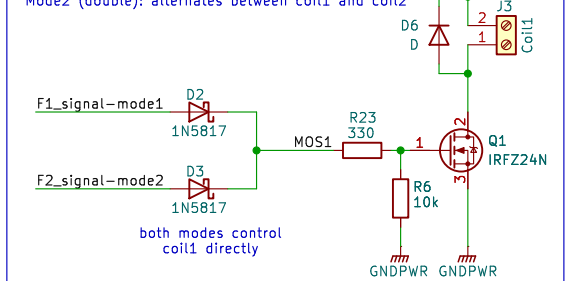 Mode2 (double): alternates between coil1 and coil2
J3
D6
D
2
1
Coil1
D2
F1_signal-mode1
1N5817
R23
330
MOS1
1
2
Q1
IRFZ24N
3
D3
F2_signal-mode2
1N5817
R6
10k
both modes control
coil1 directly
GNDPWR
GNDPWR